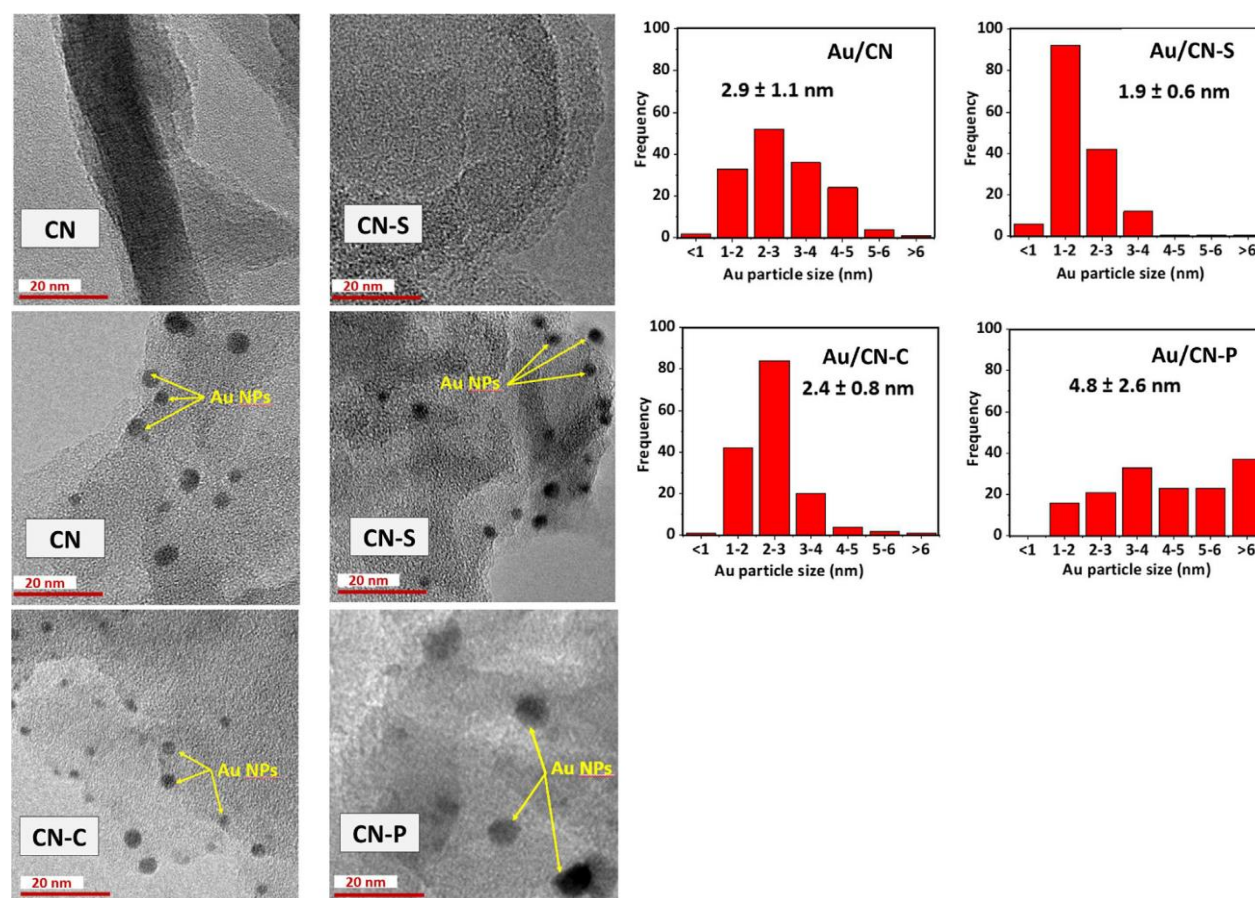 CN
20 nm
CN-S
20 nm
Au NPs
CN
20 nm
Au NPs
CN-S
20 nm
Au NPs
CN-C
20 nm
Au NPs
CN-P
20 nm
Au/CN
2.9 ± 1.1 nm
Frequency
100
80
60
40
20
0
<1 1-2 2-3 3-4 4-5 5-6 >6
Au particle size (nm)
Au/CN-S
1.9 ± 0.6 nm
Frequency
100
80
60
40
20
0
<1 1-2 2-3 3-4 4-5 5-6 >6
Au particle size (nm)
Au/CN-C
2.4 ± 0.8 nm
Frequency
100
80
60
40
20
0
<1 1-2 2-3 3-4 4-5 5-6 >6
Au particle size (nm)
Au/CN-P
4.8 ± 2.6 nm
Frequency
100
80
60
40
20
0
<1 1-2 2-3 3-4 4-5 5-6 >6
Au particle size (nm)